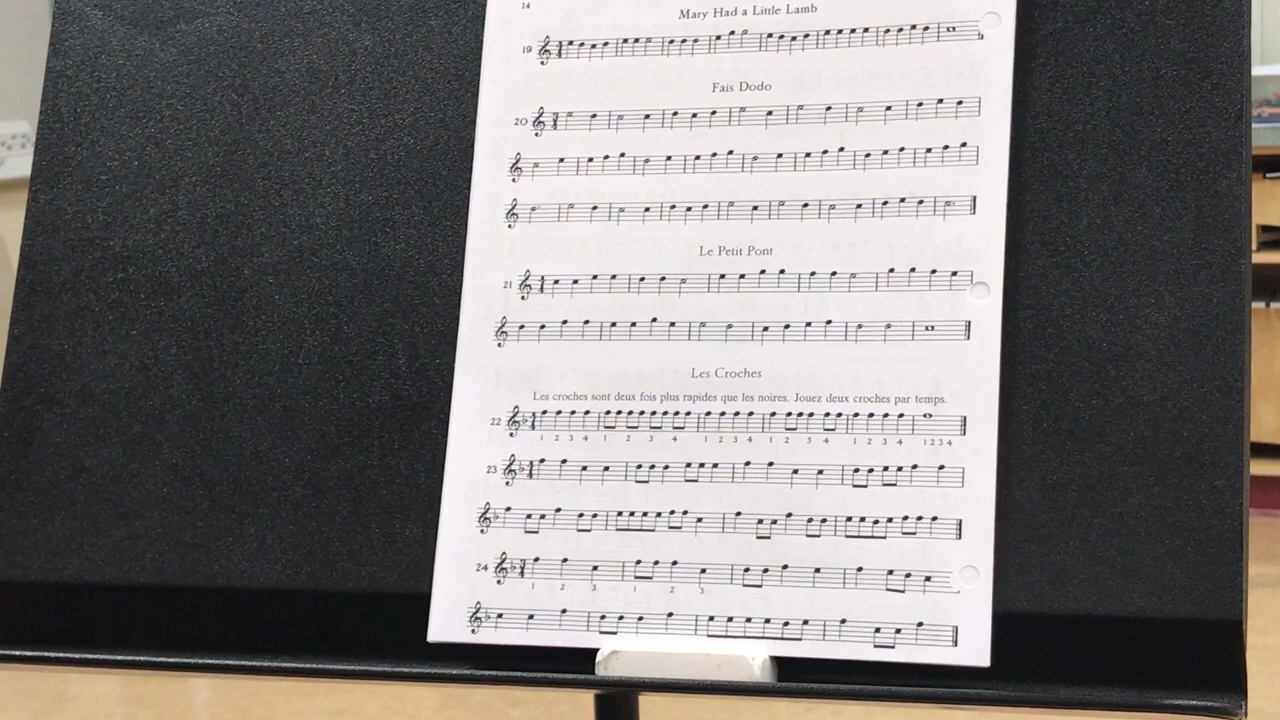 14
Mary Had a Little Lamb
19
Fais Dodo
20
Le Petit Pont
21
Les Croches
Les croches sont deux fois plus rapides que les noires. Jouez deux croches par temps.
22
1 2 3 4 1 2 3 4 1 2 3 4 1 2 3 4 1 2 3 4 1 2 3 4
23
24
1 2 3 1 2 3